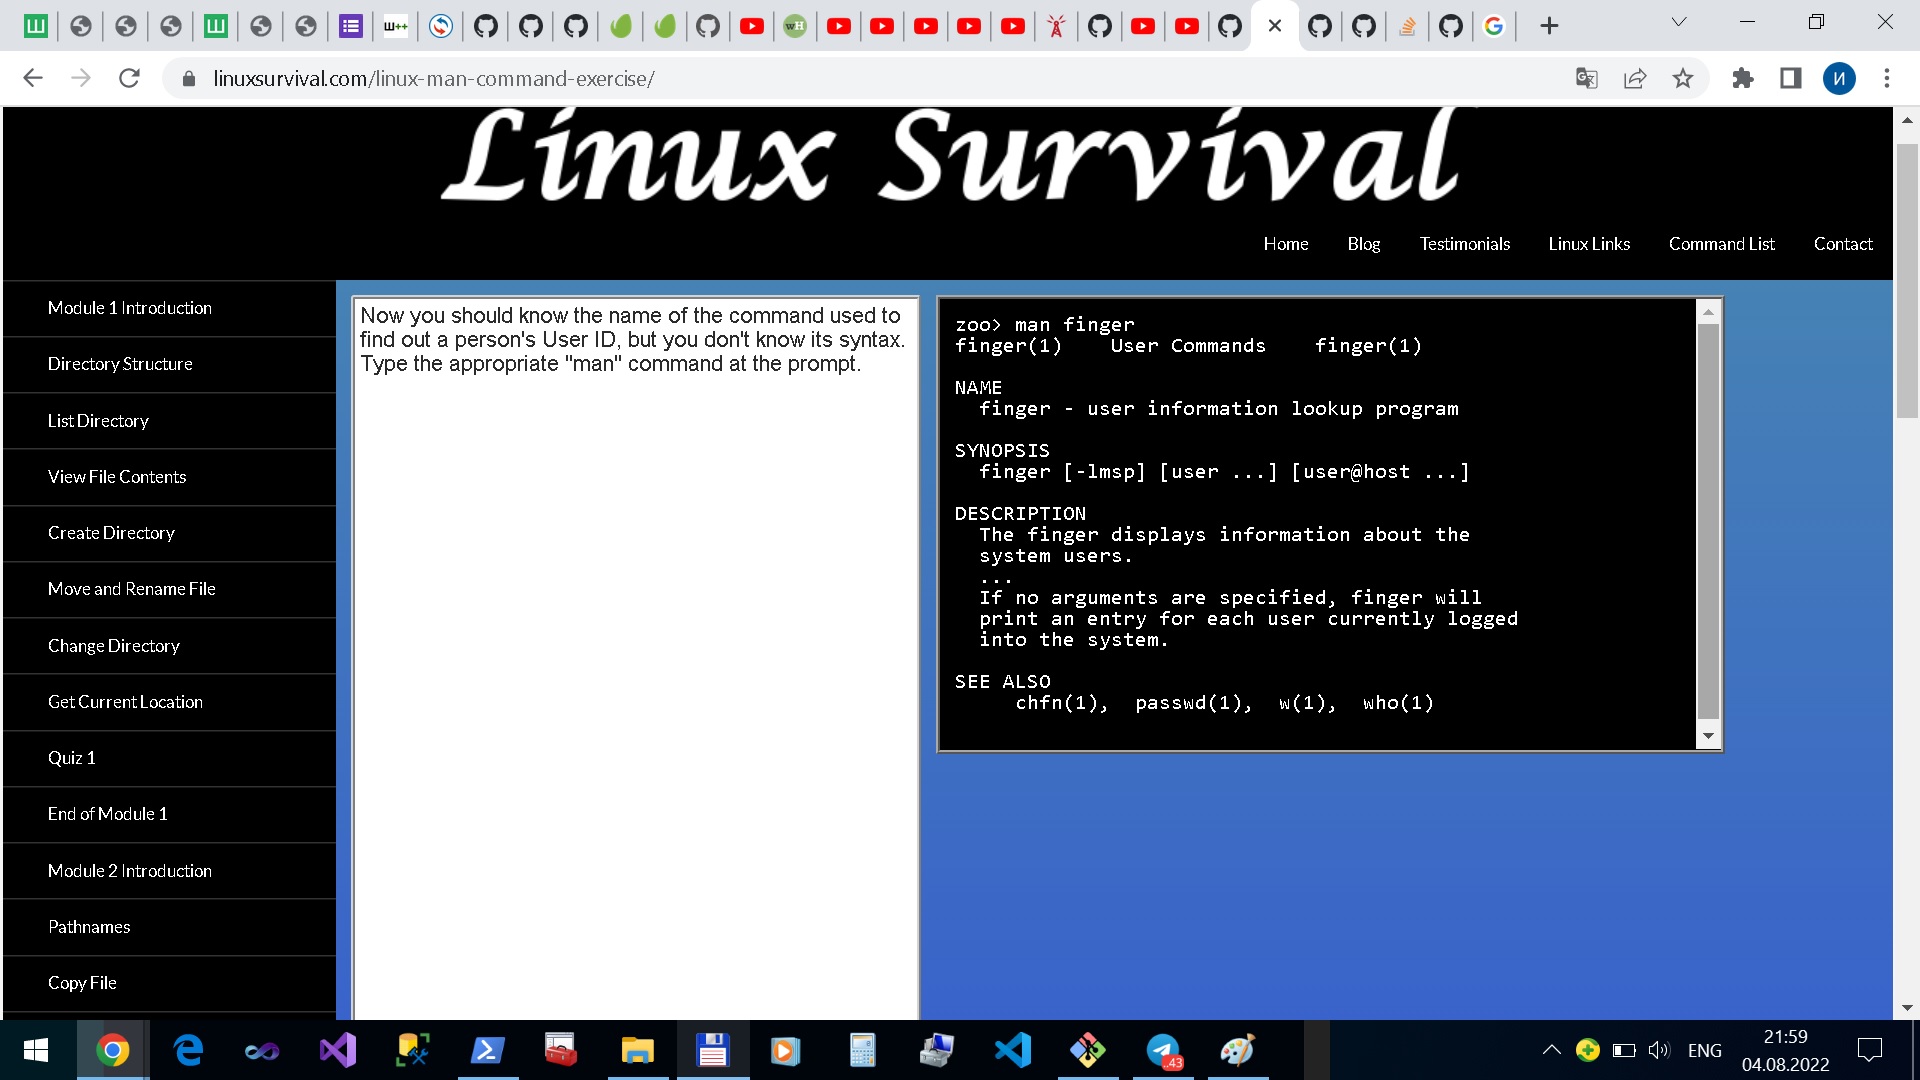 linuxsurvival.com/linux-man-command-exercise/
И
Linux Survival
Home Blog Testimonials Linux Links Command List Contact
Module 1 Introduction
Directory Structure
List Directory
View File Contents
Create Directory
Move and Rename File
Change Directory
Get Current Location
Quiz 1
End of Module 1
Module 2 Introduction
Pathnames
Copy File
Now you should know the name of the command used to
find out a person's User ID, but you don't know its syntax.
Type the appropriate "man" command at the prompt.
zoo> man finger
finger(1)    User Commands    finger(1)
NAME
finger - user information lookup program
SYNOPSIS
finger [-lmsp] [user ...] [user@host ...]
DESCRIPTION
The finger displays information about the
system users.
...
If no arguments are specified, finger will
print an entry for each user currently logged
into the system.
SEE ALSO
chfn(1),  passwd(1),  w(1),  who(1)
ENG
21:59
04.08.2022